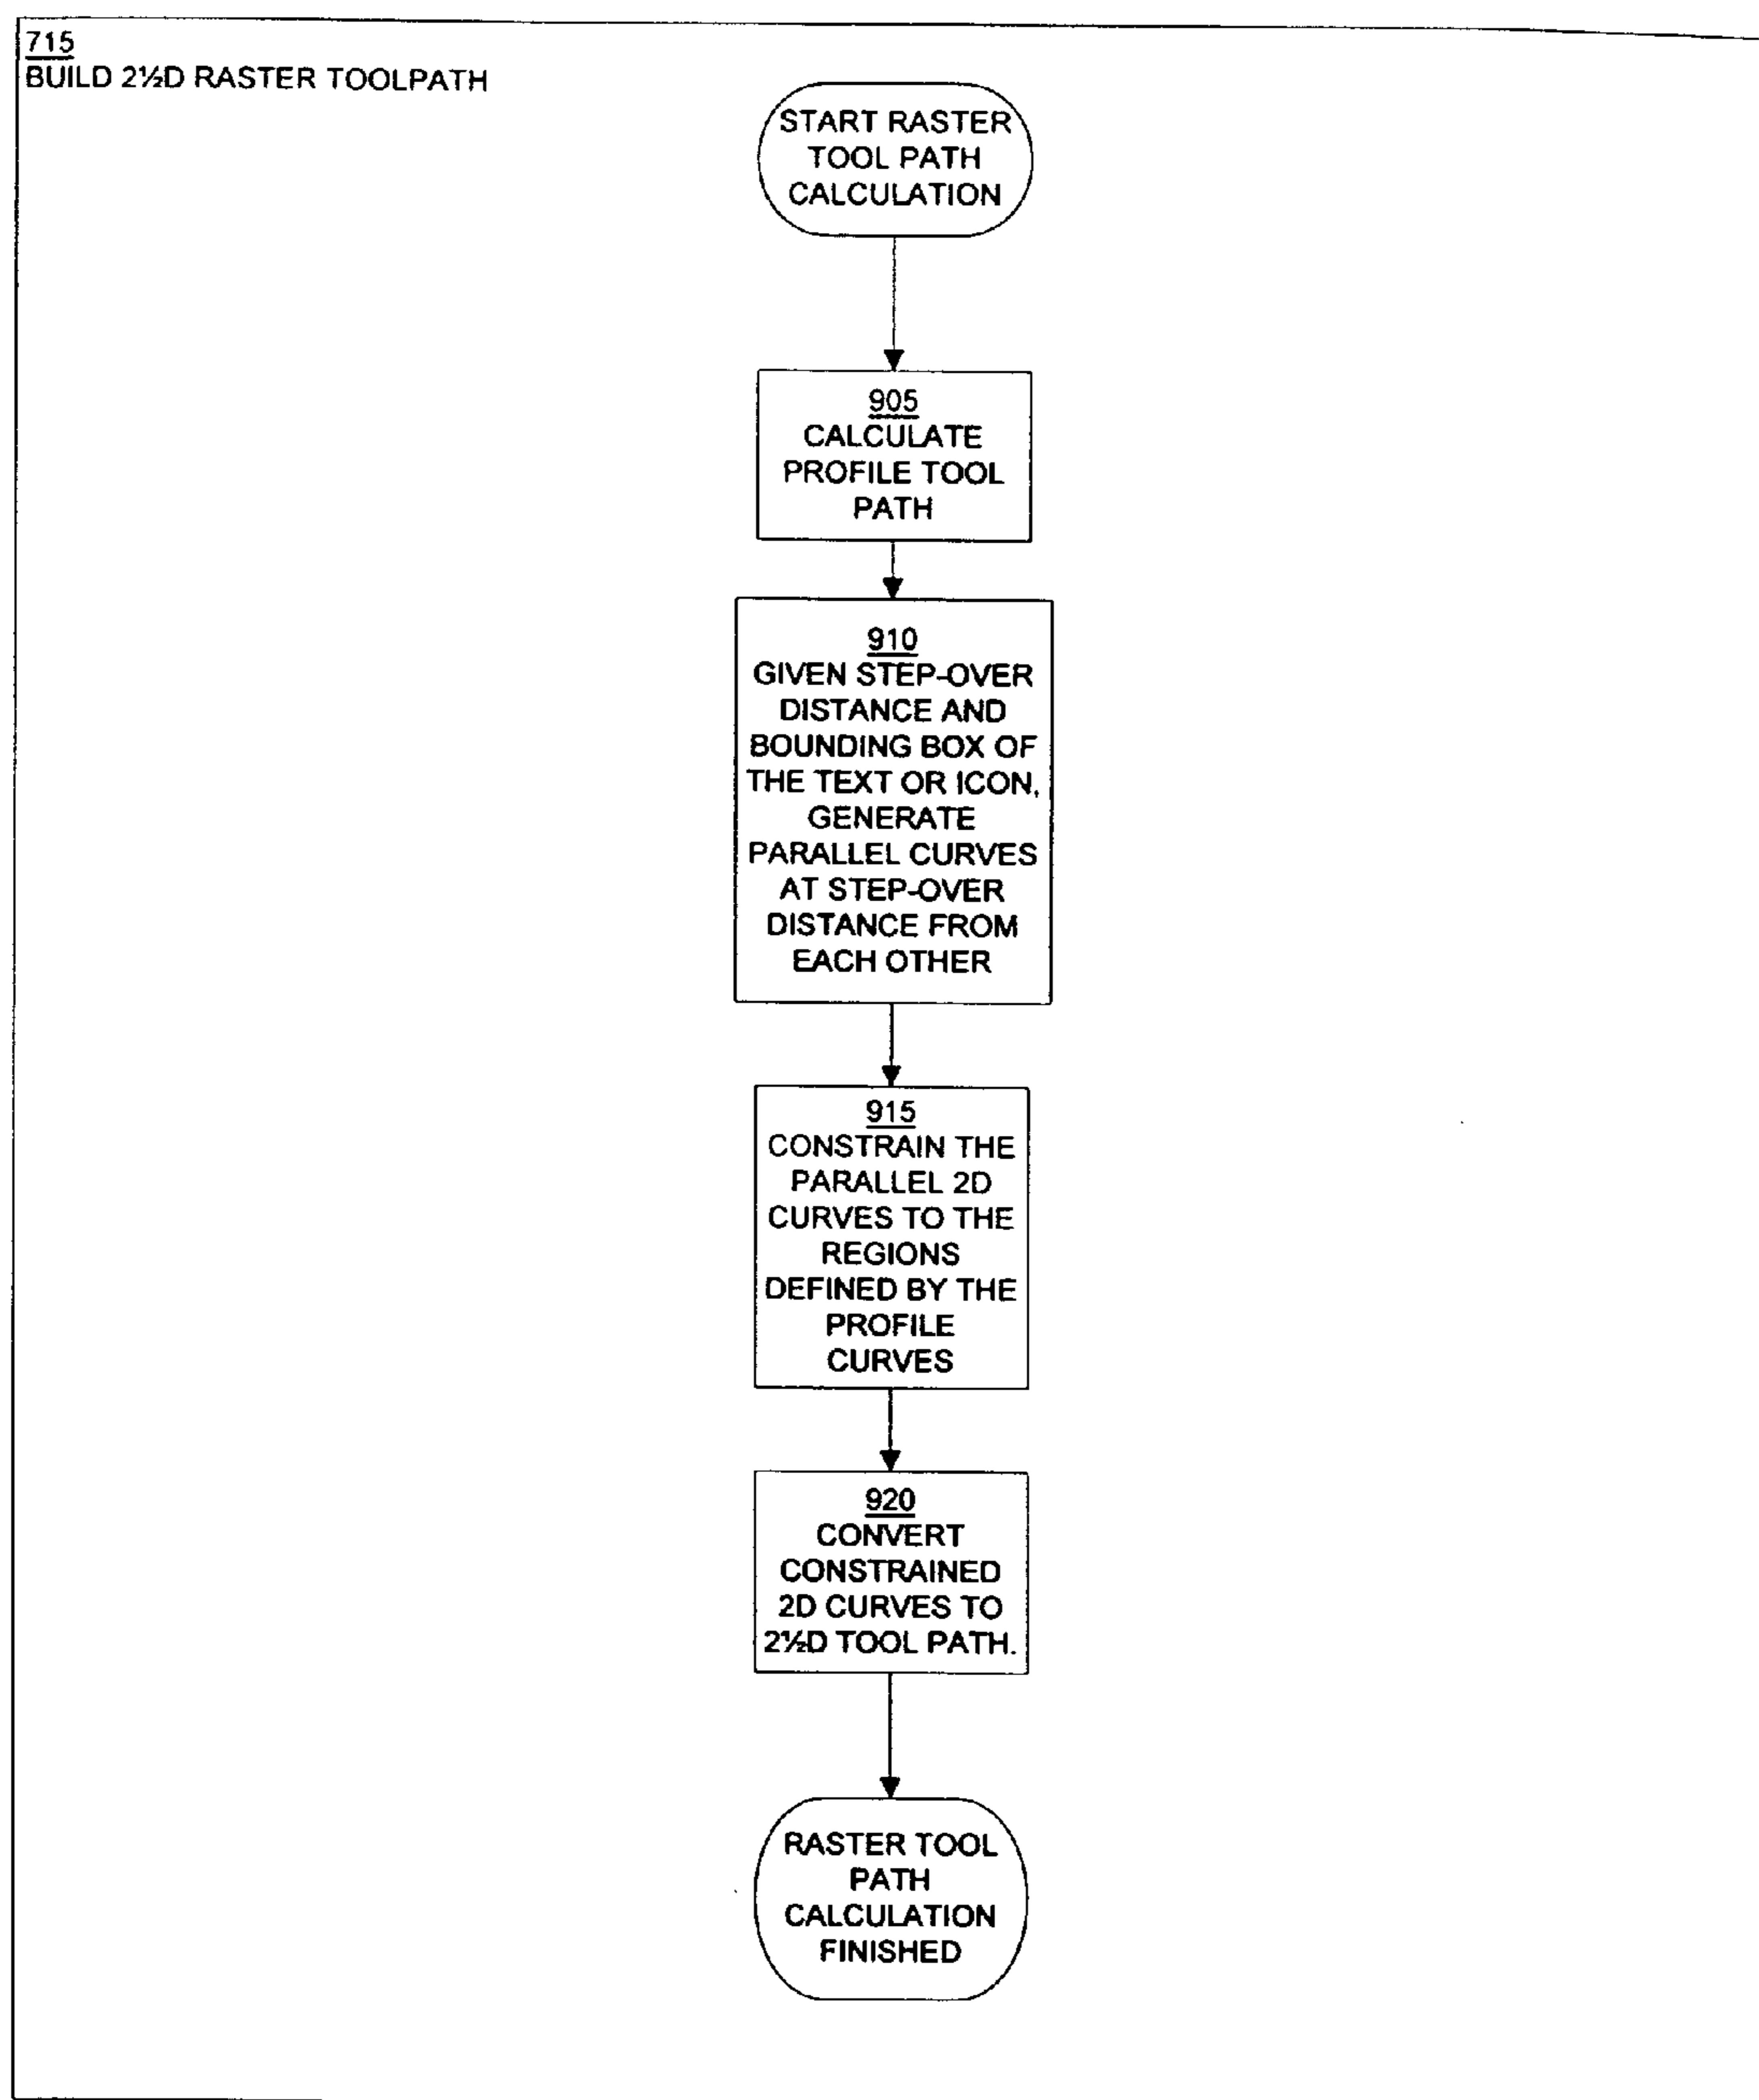 715
BUILD 2½D RASTER TOOLPATH
START RASTER
TOOL PATH
CALCULATION
905
CALCULATE
PROFILE TOOL
PATH
910
GIVEN STEP-OVER
DISTANCE AND
BOUNDING BOX OF
THE TEXT OR ICON,
GENERATE
PARALLEL CURVES
AT STEP-OVER
DISTANCE FROM
EACH OTHER
915
CONSTRAIN THE
PARALLEL 2D
CURVES TO THE
REGIONS
DEFINED BY THE
PROFILE
CURVES
920
CONVERT
CONSTRAINED
2D CURVES TO
2½D TOOL PATH.
RASTER TOOL
PATH
CALCULATION
FINISHED